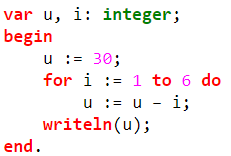 var u, i: integer;
begin
    u := 30;
    for i := 1 to 6 do
        u := u – i;
    writeln(u);
end.